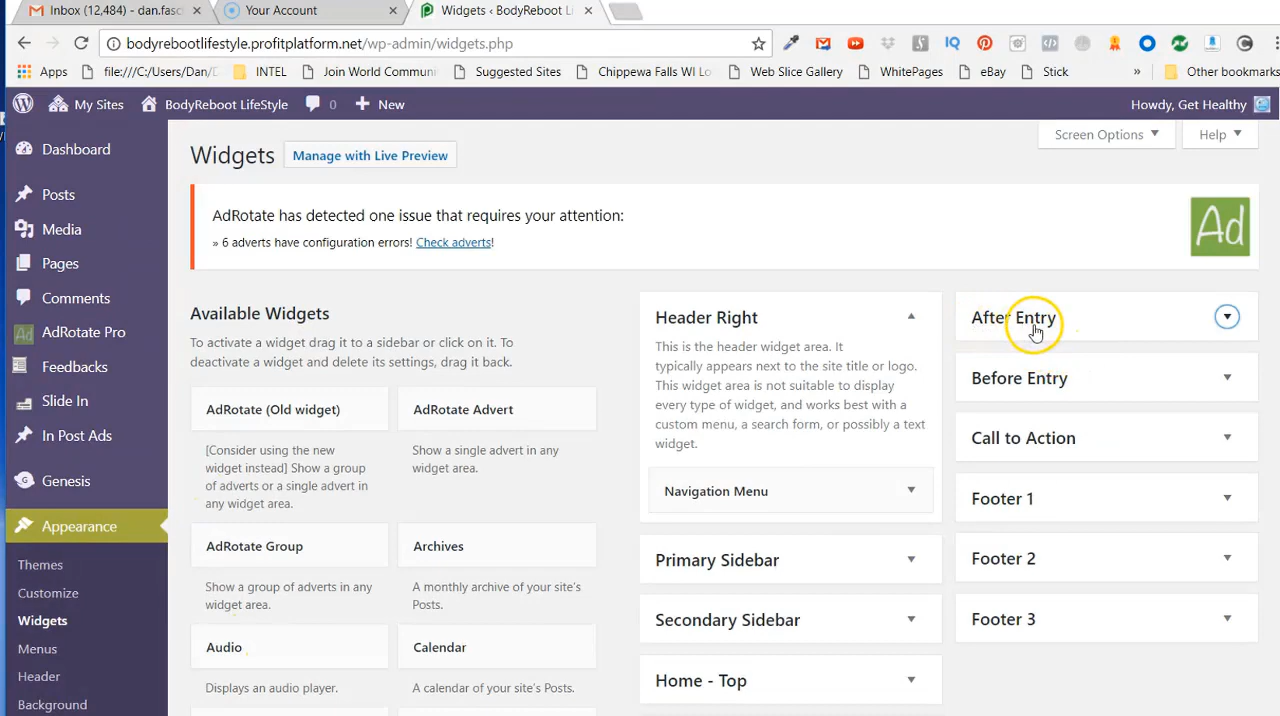 Inbox (12,484) - dan.fasc
Your Account
Widgets ‹ BodyReboot Li
bodyrebootlifestyle.profitplatform.net/wp-admin/widgets.php
IQ
Apps
file:///C:/Users/Dan/D
INTEL
Join World Commun
Suggested Sites
Chippewa Falls WI Lo
Web Slice Gallery
WhitePages
eBay
Stick
»
Other bookmarks
My Sites
BodyReboot LifeStyle
0
New
Howdy, Get Healthy
Screen Options
Help
Dashboard
Posts
Media
Pages
Comments
AdRotate Pro
Feedbacks
Slide In
In Post Ads
Genesis
Appearance
Themes
Customize
Widgets
Menus
Header
Background
Widgets
Manage with Live Preview
AdRotate has detected one issue that requires your attention:
» 6 adverts have configuration errors! Check adverts!
Ad
Available Widgets
To activate a widget drag it to a sidebar or click on it. To
deactivate a widget and delete its settings, drag it back.
AdRotate (Old widget)
[Consider using the new
widget instead] Show a group
of adverts or a single advert in
any widget area.
AdRotate Advert
Show a single advert in any
widget area.
AdRotate Group
Show a group of adverts in any
widget area.
Archives
A monthly archive of your site's
Posts.
Audio
Displays an audio player.
Calendar
A calendar of your site's Posts.
Header Right
This is the header widget area. It
typically appears next to the site title or logo.
This widget area is not suitable to display
every type of widget, and works best with a
custom menu, a search form, or possibly a text
widget.
Navigation Menu
Primary Sidebar
Secondary Sidebar
Home - Top
After Entry
Before Entry
Call to Action
Footer 1
Footer 2
Footer 3